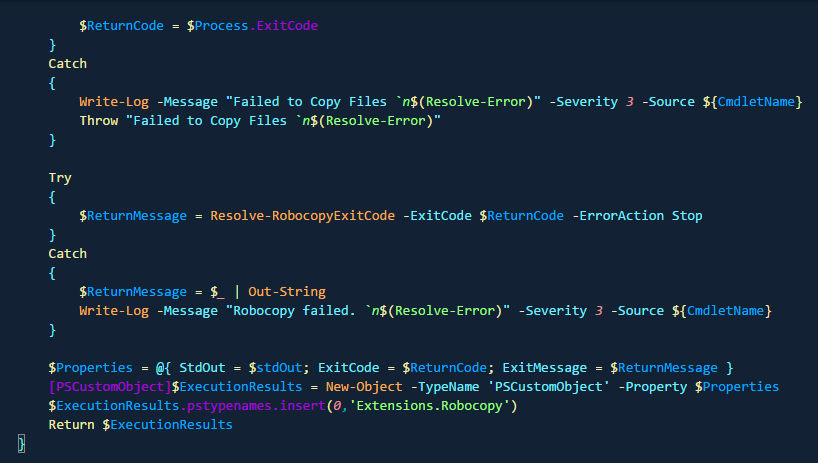 $ReturnCode = $Process.ExitCode
}
Catch
{
Write-Log -Message "Failed to Copy Files `n$(Resolve-Error)" -Severity 3 -Source ${CmdletName}
Throw "Failed to Copy Files `n$(Resolve-Error)"
}
Try
{
$ReturnMessage = Resolve-RobocopyExitCode -ExitCode $ReturnCode -ErrorAction Stop
}
Catch
{
$ReturnMessage = $_ | Out-String
Write-Log -Message "Robocopy failed. `n$(Resolve-Error)" -Severity 3 -Source ${CmdletName}
}
$Properties = @{ StdOut = $stdOut; ExitCode = $ReturnCode; ExitMessage = $ReturnMessage }
[PSCustomObject]$ExecutionResults = New-Object -TypeName 'PSCustomObject' -Property $Properties
$ExecutionResults.pstypenames.insert(0,'Extensions.Robocopy')
Return $ExecutionResults
}